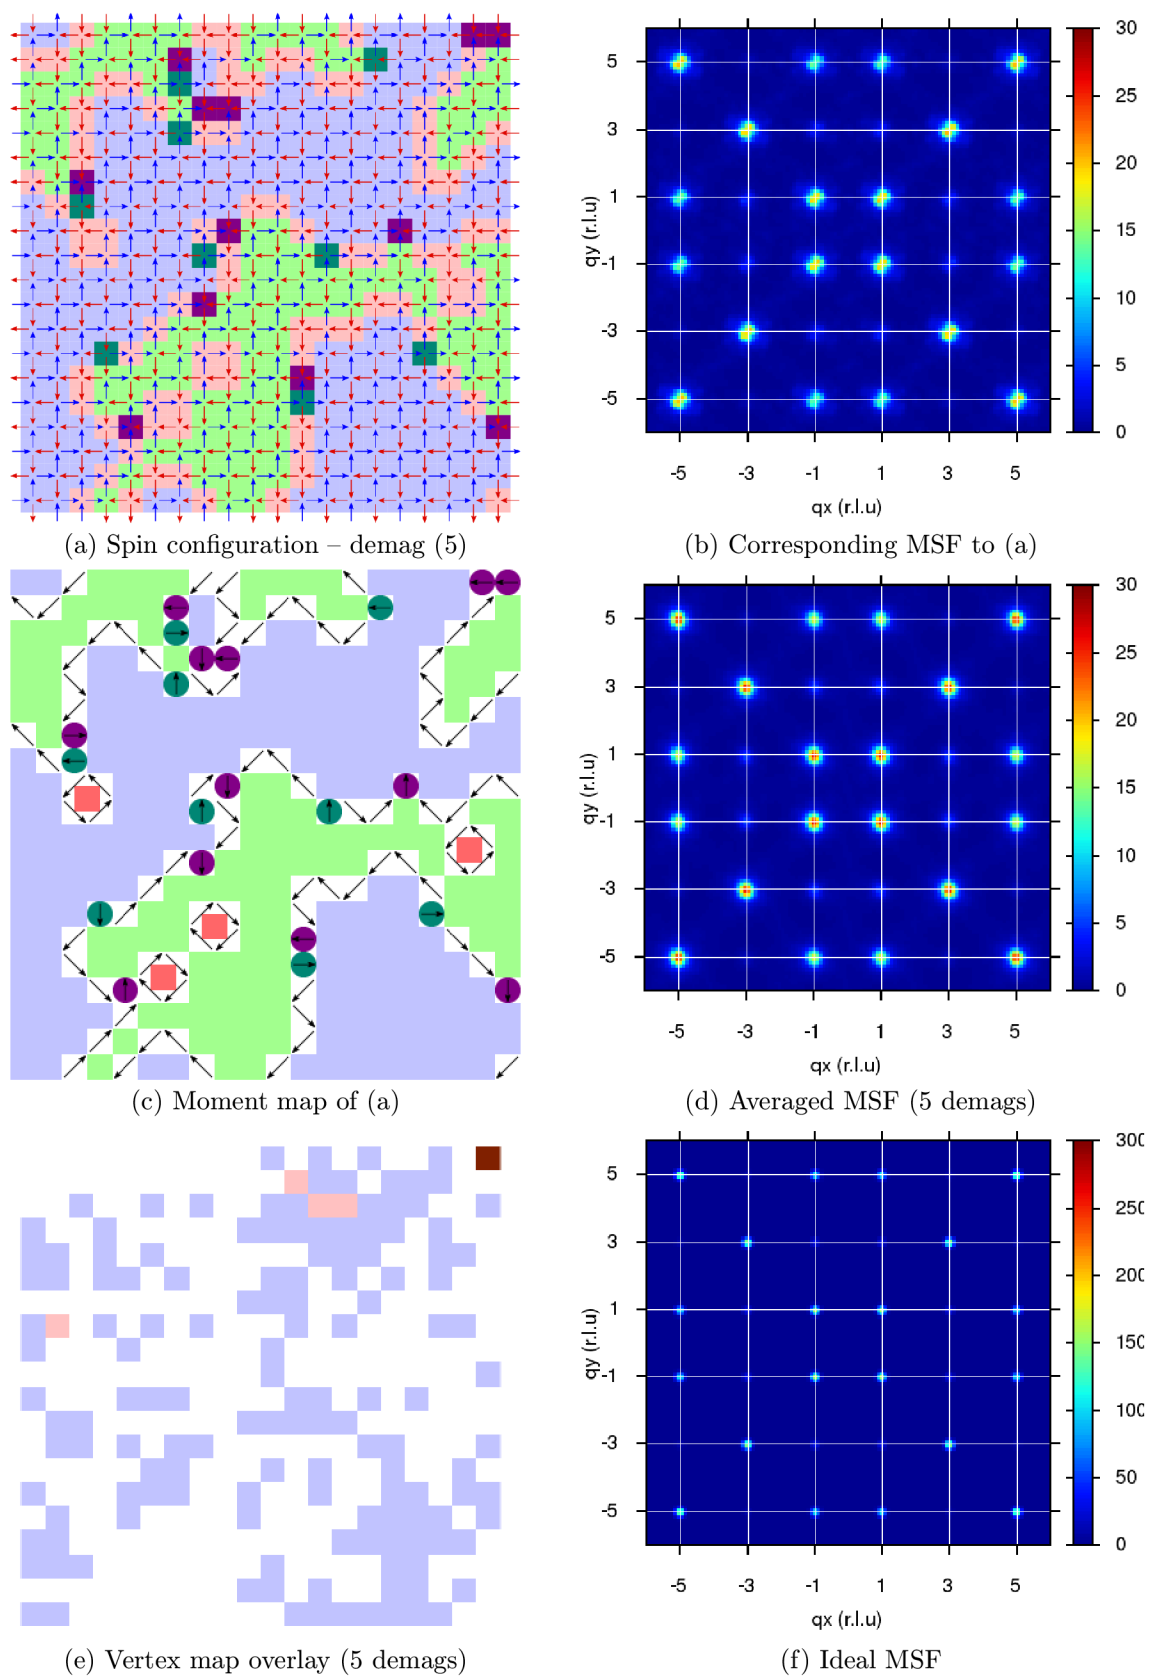 30
25
20
15
10
5
0
5
3
1
-1
-3
-5
qy (r.l.u)
-5 -3 -1 1 3 5
qx (r.l.u)
(a) Spin configuration – demag (5)
(b) Corresponding MSF to (a)
30
25
20
15
10
5
0
5
3
1
-1
-3
-5
qy (r.l.u)
-5 -3 -1 1 3 5
qx (r.l.u)
(c) Moment map of (a)
(d) Averaged MSF (5 demags)
300
250
200
150
100
50
0
5
3
1
-1
-3
-5
qy (r.l.u)
-5 -3 -1 1 3 5
qx (r.l.u)
(e) Vertex map overlay (5 demags)
(f) Ideal MSF